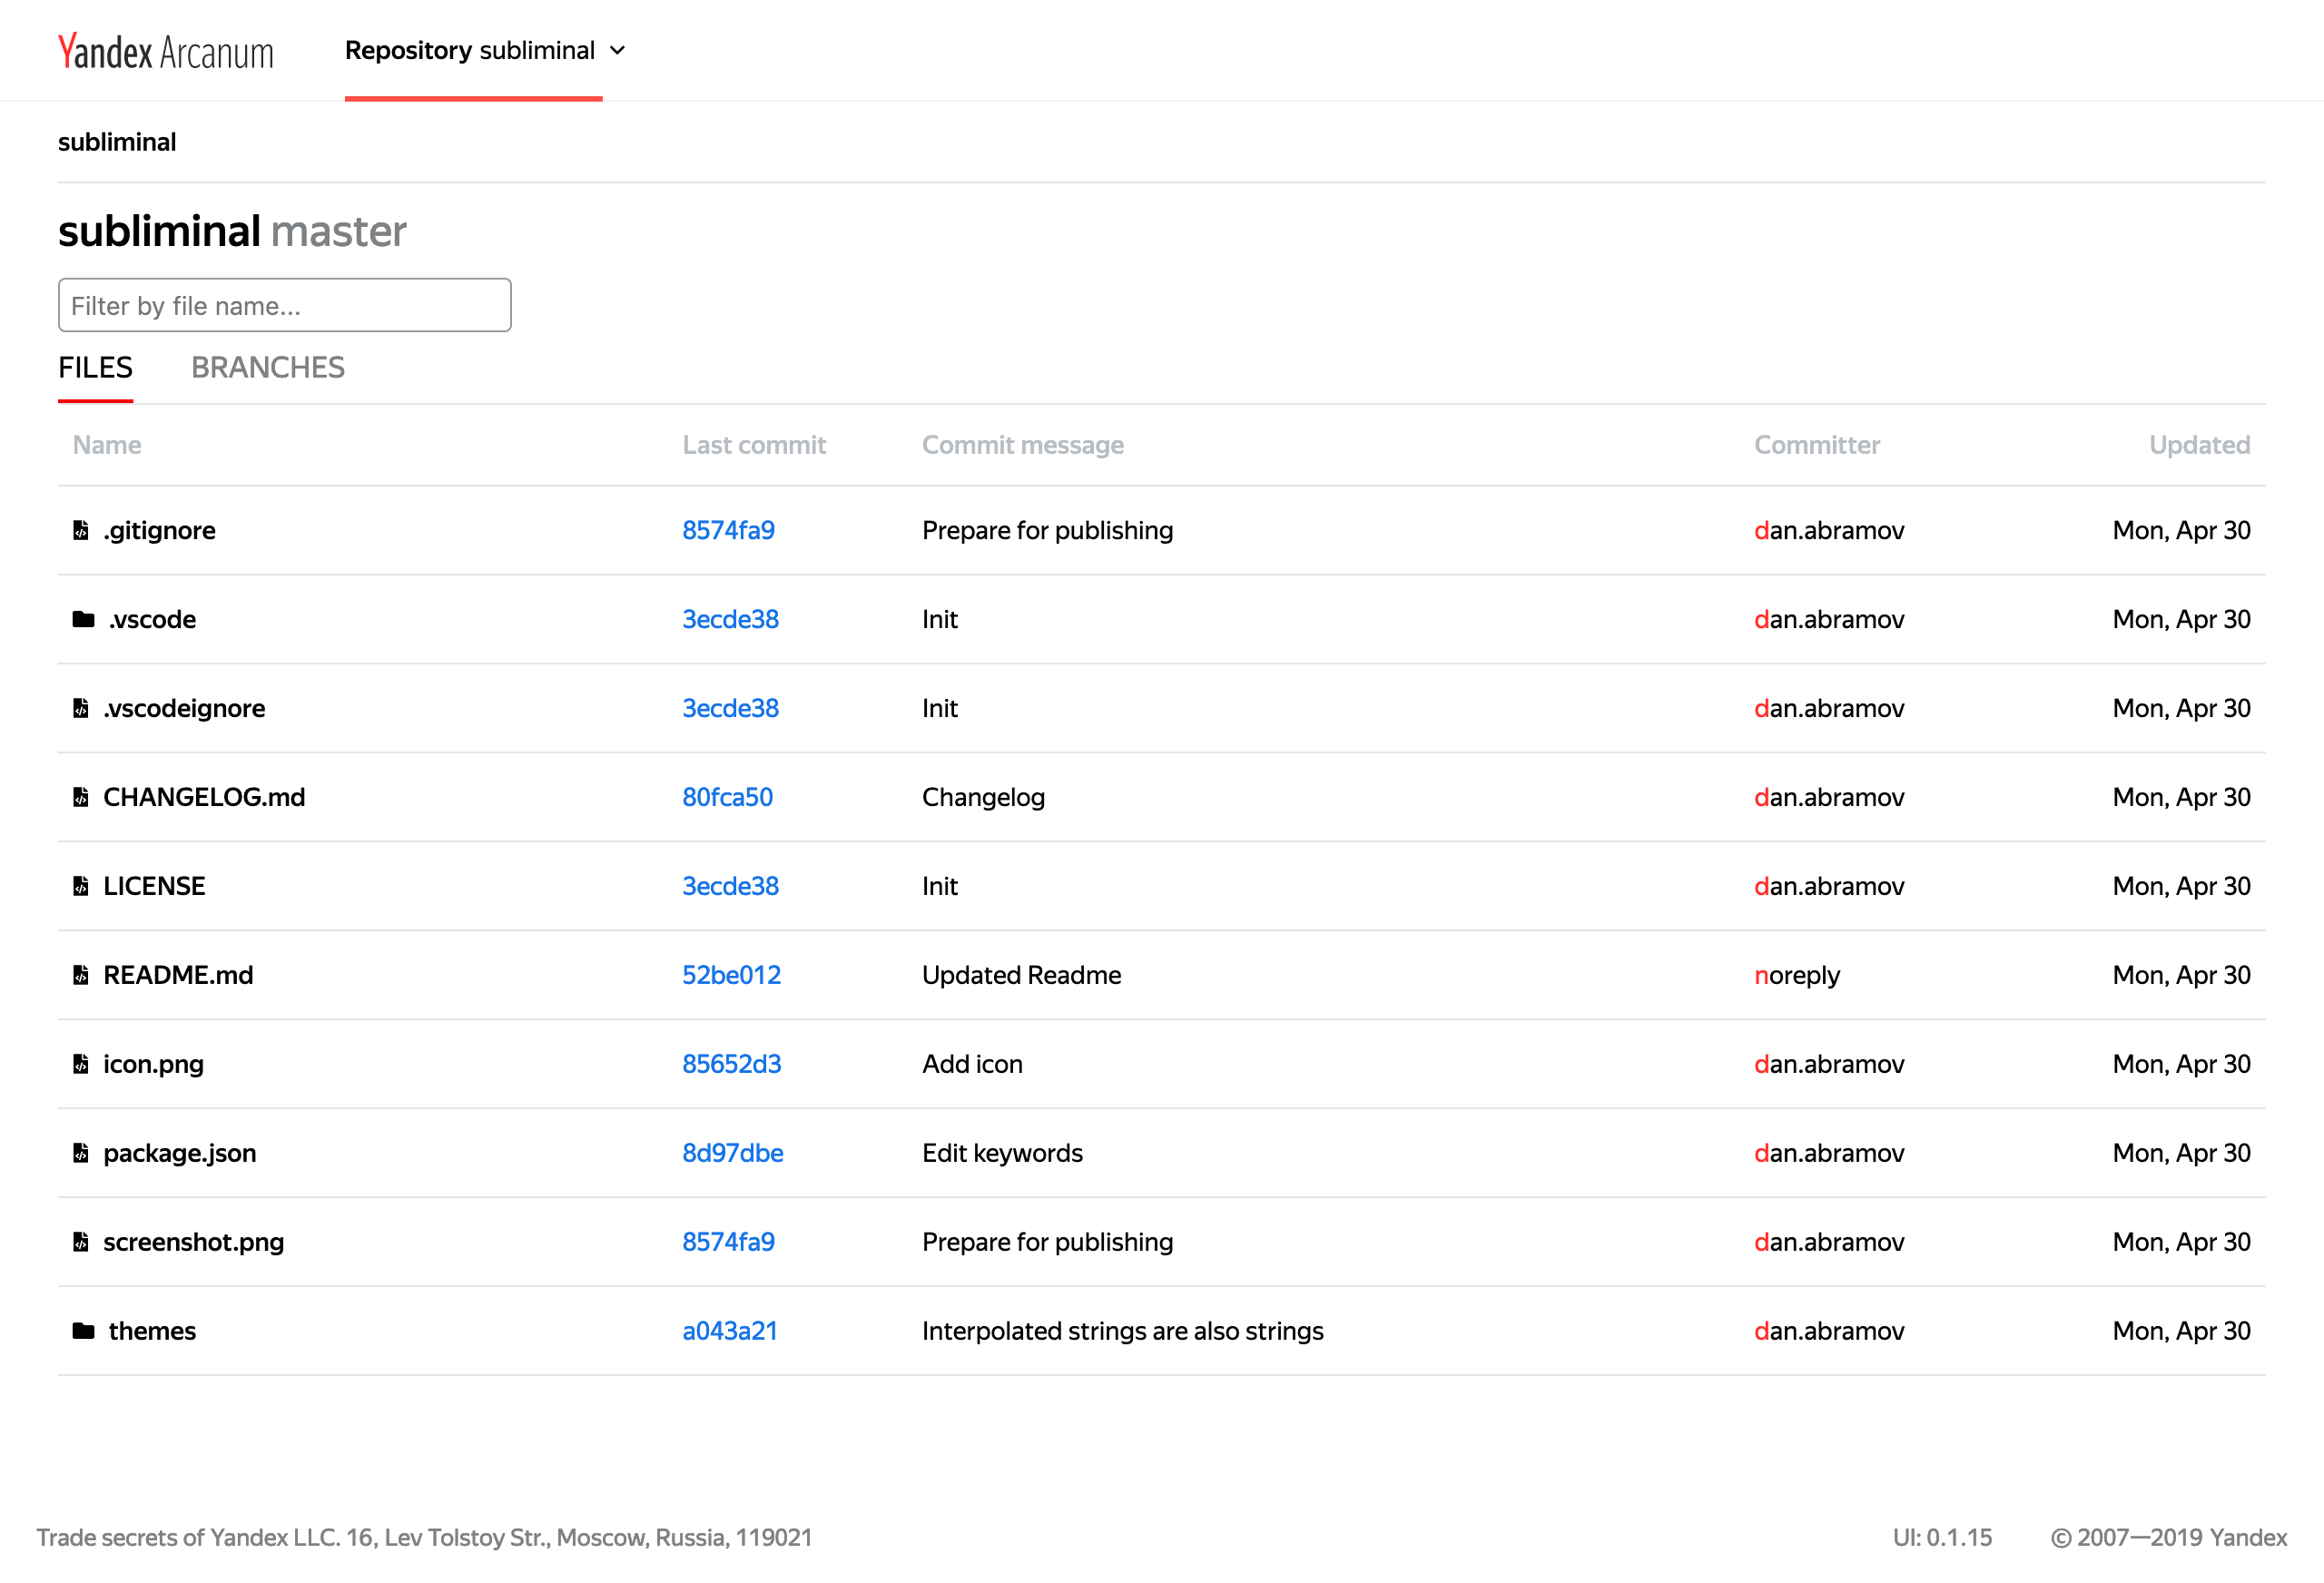 Yandex Arcanum Repository subliminal
subliminal
subliminal master
Filter by file name...
FILES BRANCHES
Name Last commit Commit message Committer Updated
.gitignore 8574fa9 Prepare for publishing dan.abramov Mon, Apr 30
.vscode 3ecde38 Init dan.abramov Mon, Apr 30
.vscodeignore 3ecde38 Init dan.abramov Mon, Apr 30
CHANGELOG.md 80fca50 Changelog dan.abramov Mon, Apr 30
LICENSE 3ecde38 Init dan.abramov Mon, Apr 30
README.md 52be012 Updated Readme noreply Mon, Apr 30
icon.png 85652d3 Add icon dan.abramov Mon, Apr 30
package.json 8d97dbe Edit keywords dan.abramov Mon, Apr 30
screenshot.png 8574fa9 Prepare for publishing dan.abramov Mon, Apr 30
themes a043a21 Interpolated strings are also strings dan.abramov Mon, Apr 30
Trade secrets of Yandex LLC. 16, Lev Tolstoy Str., Moscow, Russia, 119021 UI: 0.1.15 © 2007—2019 Yandex